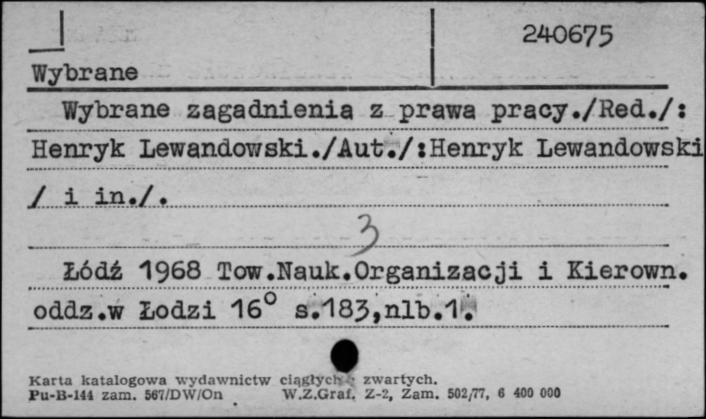 240675
Wybrane
Wybrane zagadnienia z prawa pracy./Red./:
Henryk Lewandowski./Aut./:Henryk Lewandowski
/ i in./.
3
Łódź 1968 Tow.Nauk.Organizacji i Kierown.
oddz.w Łodzi 16° s.183,nlb.1.
Karta katalogowa wydawnictw ciągłych i zwartych.
Pu-B-144 zam. 567/DW/On W.Z.Graf. Z-2, Zam. 502/77, 6 400 000